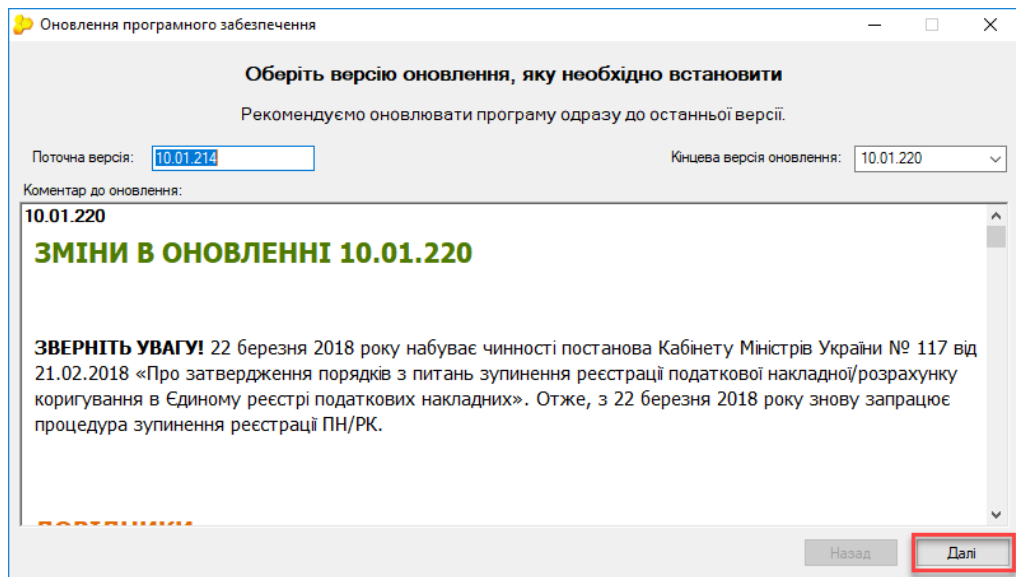 Оновлення програмного забезпечення
Оберіть версію оновлення, яку необхідно встановити
Рекомендуємо оновлювати програму одразу до останньої версії.
Поточна версія: 10.01.214 Кінцева версія оновлення: 10.01.220
Коментар до оновлення:
10.01.220
ЗМІНИ В ОНОВЛЕННІ 10.01.220
ЗВЕРНІТЬ УВАГУ! 22 березня 2018 року набуває чинності постанова Кабінету Міністрів України № 117 від
21.02.2018 «Про затвердження порядків з питань зупинення реєстрації податкової накладної/розрахунку
коригування в Єдиному реєстрі податкових накладних». Отже, з 22 березня 2018 року знову запрацює
процедура зупинення реєстрації ПН/РК.
ДОВІДНИКИ
Назад Далі